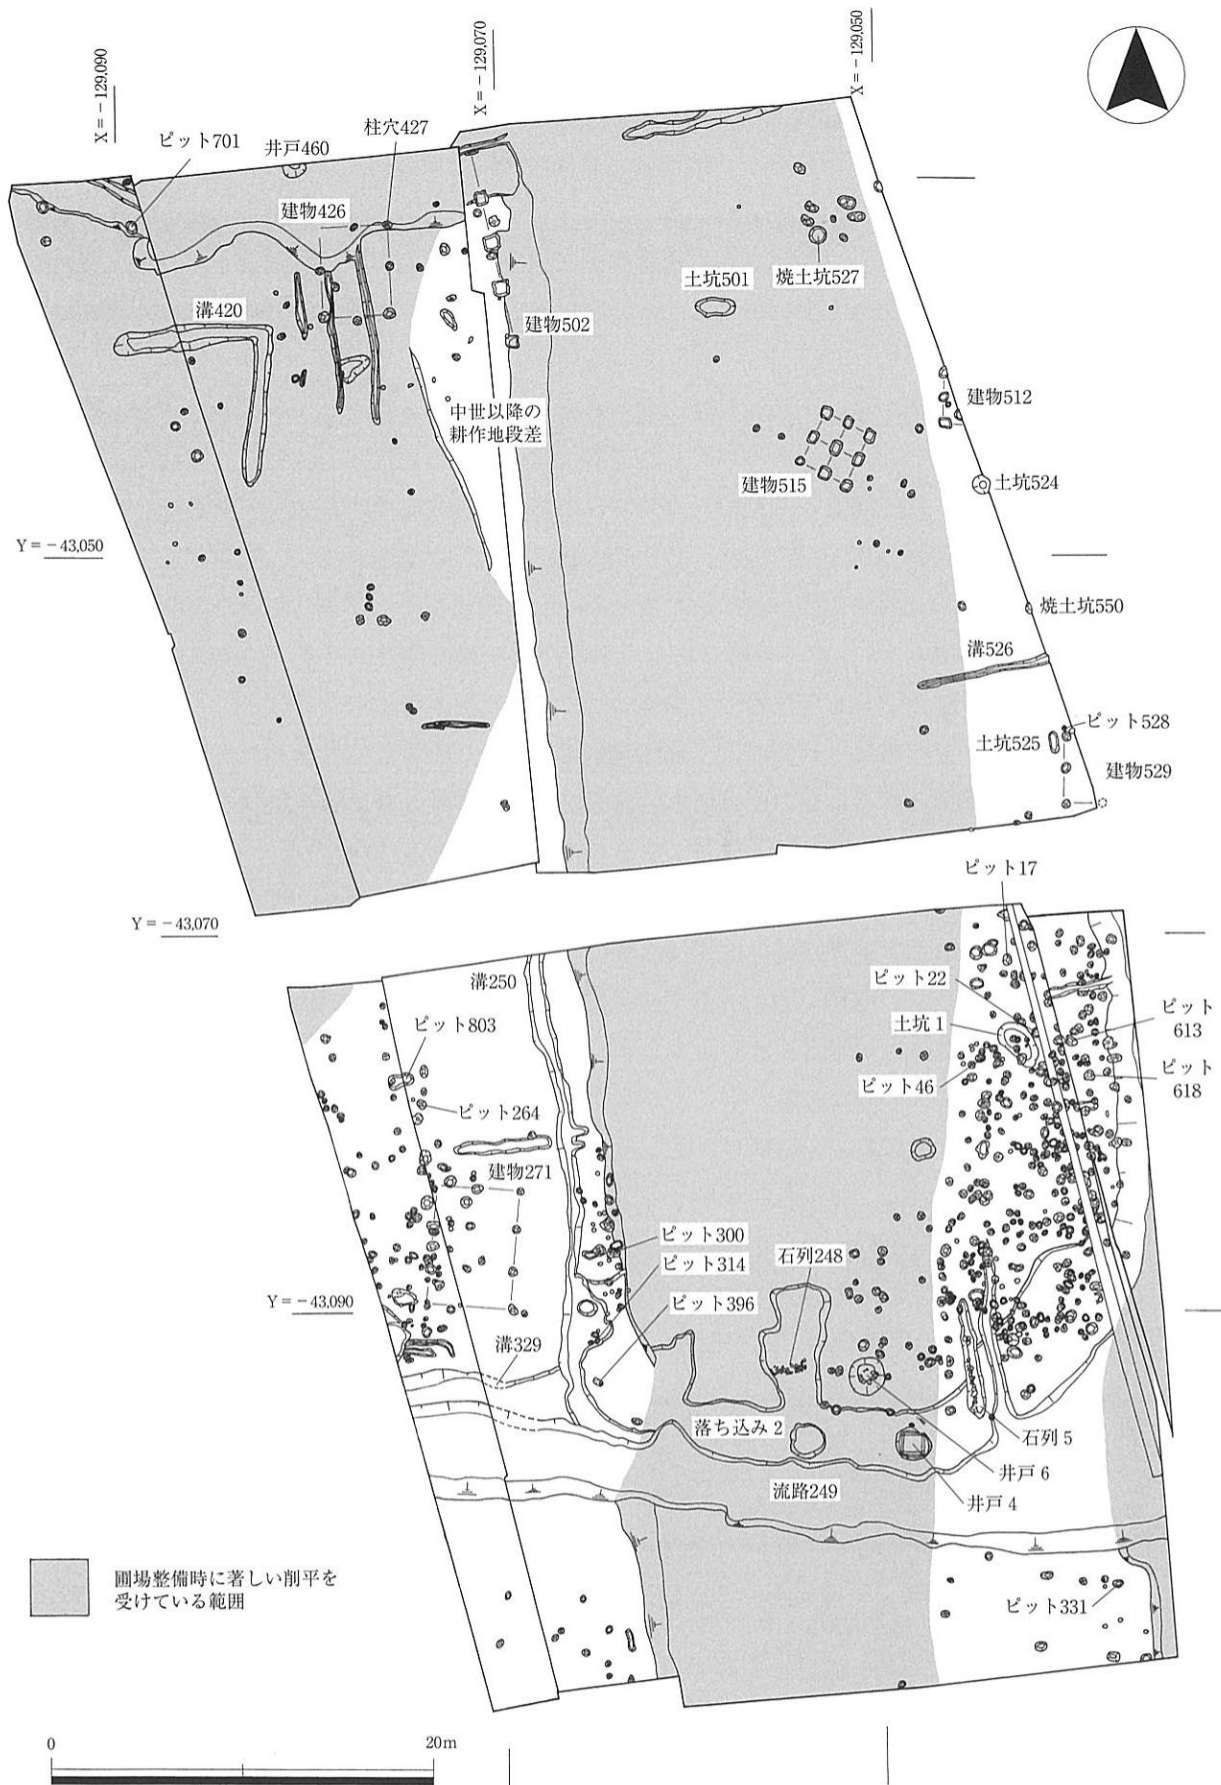 X = －129,090
X = －129,070
X = －129,050
ピット701
井戸460
柱穴427
建物426
溝420
建物502
中世以降の
耕作地段差
土坑501
焼土坑527
建物512
建物515
土坑524
Y = －43,050
焼土坑550
溝526
ピット528
土坑525
建物529
Y = －43,070
ピット17
溝250
ピット22
ピット803
土坑1
ピット
613
ピット46
ピット
618
ピット264
建物271
ピット300
石列248
ピット314
Y = －43,090
ピット396
溝329
落ち込み2
石列5
井戸6
流路249
井戸4
圃場整備時に著しい削平を
受けている範囲
ピット331
0
20m